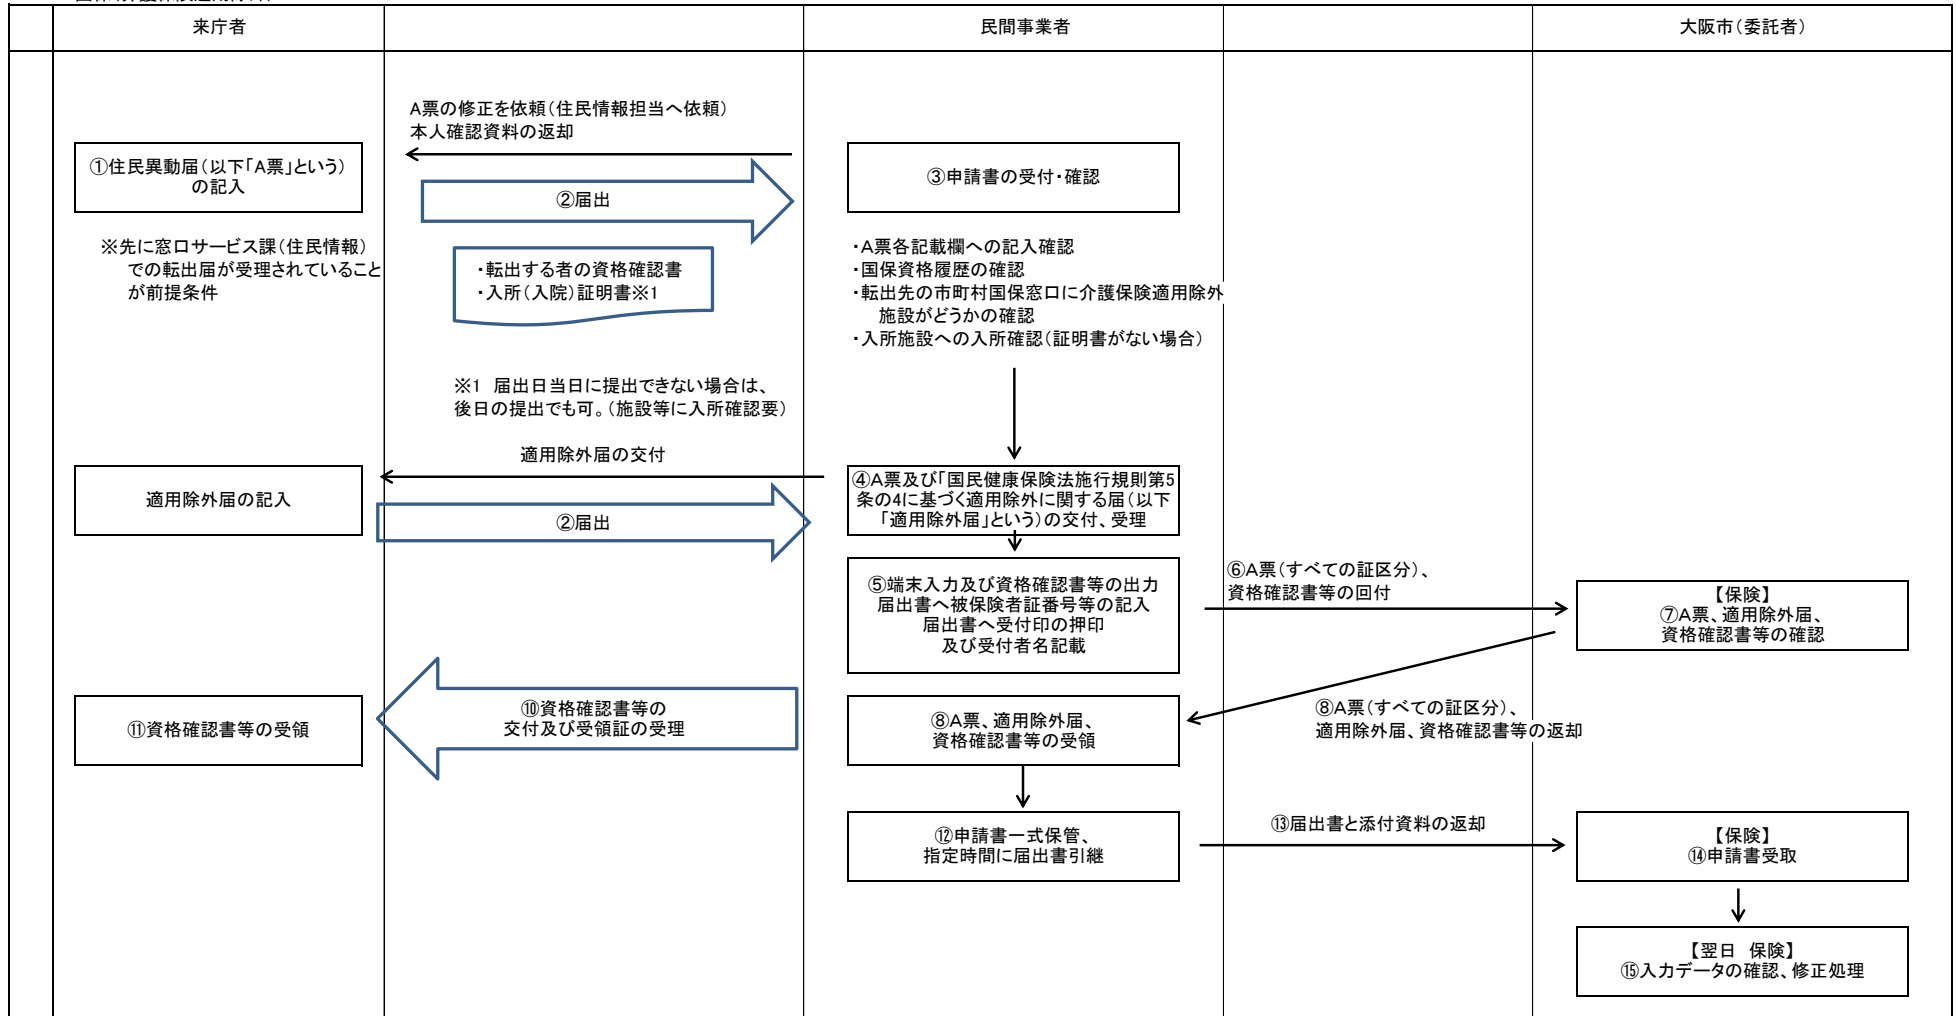 来庁者
民間事業者
大阪市(委託者)
A票の修正を依頼(住民情報担当へ依頼)
本人確認資料の返却
①住民異動届(以下「A票」という)
の記入
②届出
③申請書の受付・確認
※先に窓口サービス課(住民情報)
での転出届が受理されていること
が前提条件
・転出する者の資格確認書
・入所(入院)証明書※1
・A票各記載欄への記入確認
・国保資格履歴の確認
・転出先の市町村国保窓口に介護保険適用除外
施設がどうかの確認
・入所施設への入所確認(証明書がない場合)
※1 届出日当日に提出できない場合は、
後日の提出でも可。(施設等に入所確認要)
適用除外届の交付
適用除外届の記入
②届出
④A票及び「国民健康保険法施行規則第5
条の4に基づく適用除外に関する届(以下
「適用除外届」という)の交付、受理
⑤端末入力及び資格確認書等の出力
届出書へ被保険者証番号等の記入
届出書へ受付印の押印
及び受付者名記載
⑥A票(すべての証区分)、
資格確認書等の回付
【保険】
⑦A票、適用除外届、
資格確認書等の確認
⑪資格確認書等の受領
⑩資格確認書等の
交付及び受領証の受理
⑧A票、適用除外届、
資格確認書等の受領
⑧A票(すべての証区分)、
適用除外届、資格確認書等の返却
⑫申請書一式保管、
指定時間に届出書引継
⑬届出書と添付資料の返却
【保険】
⑭申請書受取
【翌日 保険】
⑮入力データの確認、修正処理